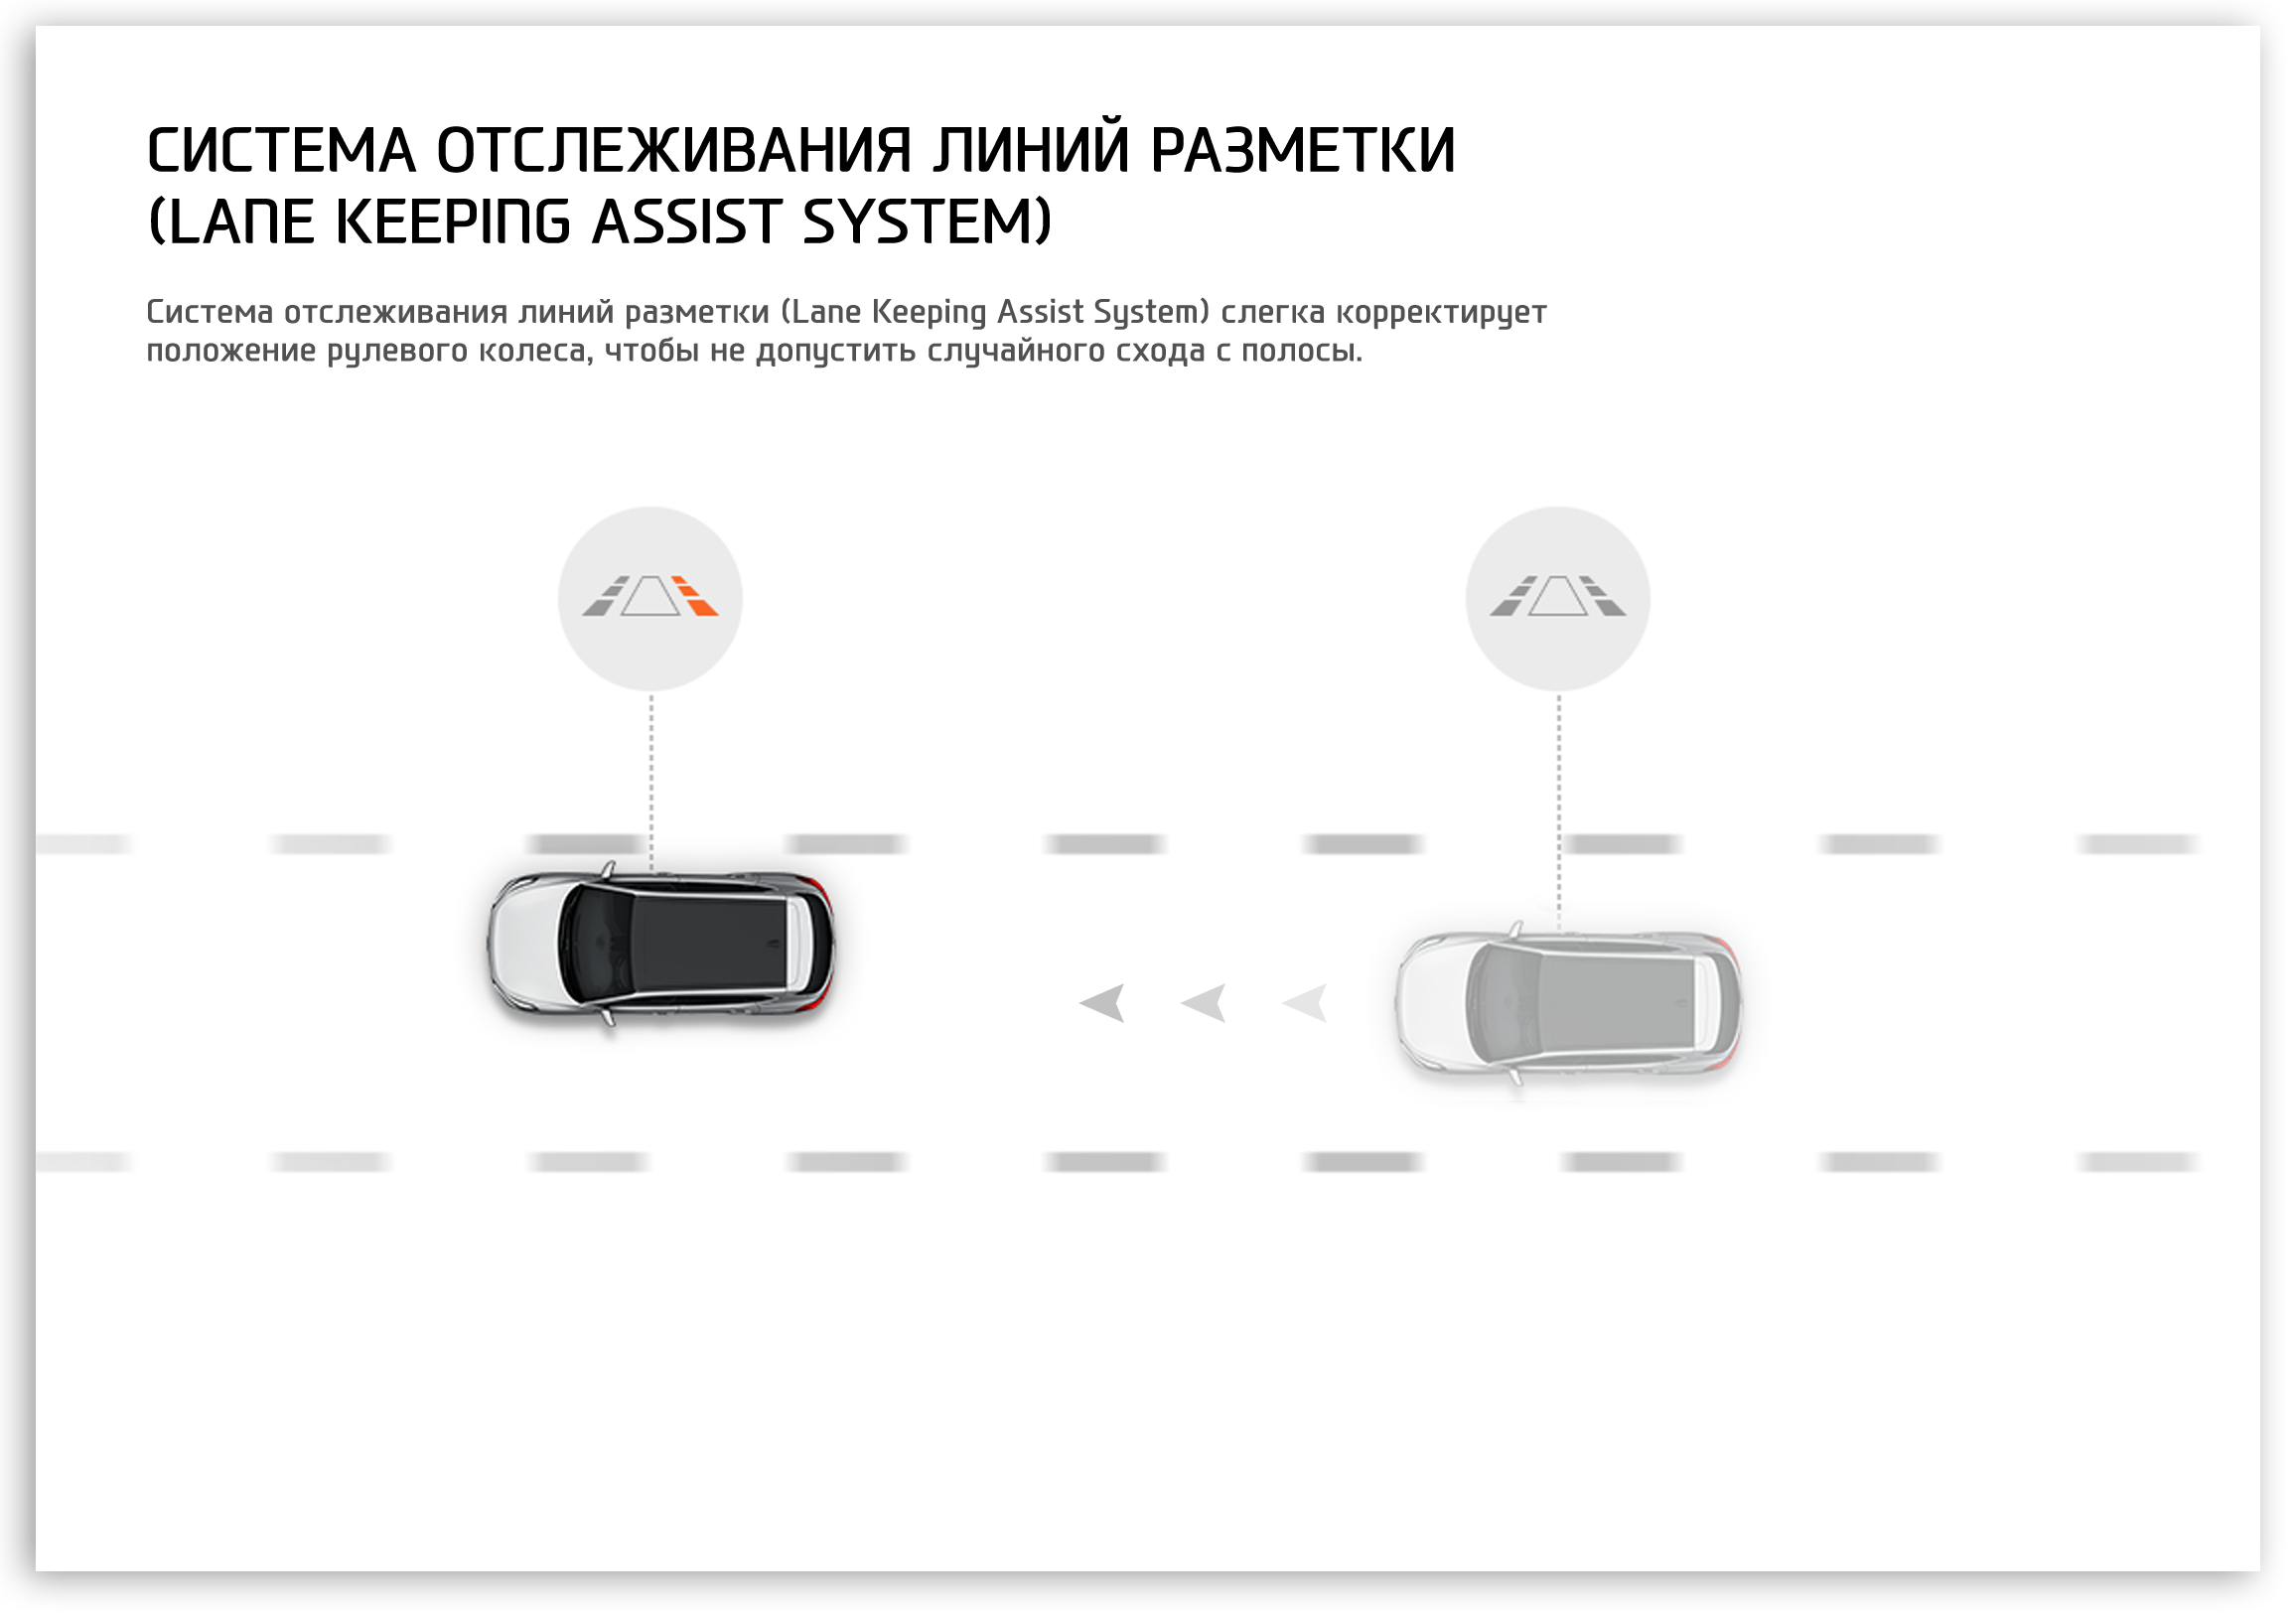 СИСТЕМА ОТСЛЕЖИВАНИЯ ЛИНИЙ РАЗМЕТКИ
(LANE KEEPING ASSIST SYSTEM)
Система отслеживания линий разметки (Lane Keeping Assist System) слегка корректирует
положение рулевого колеса, чтобы не допустить случайного схода с полосы.